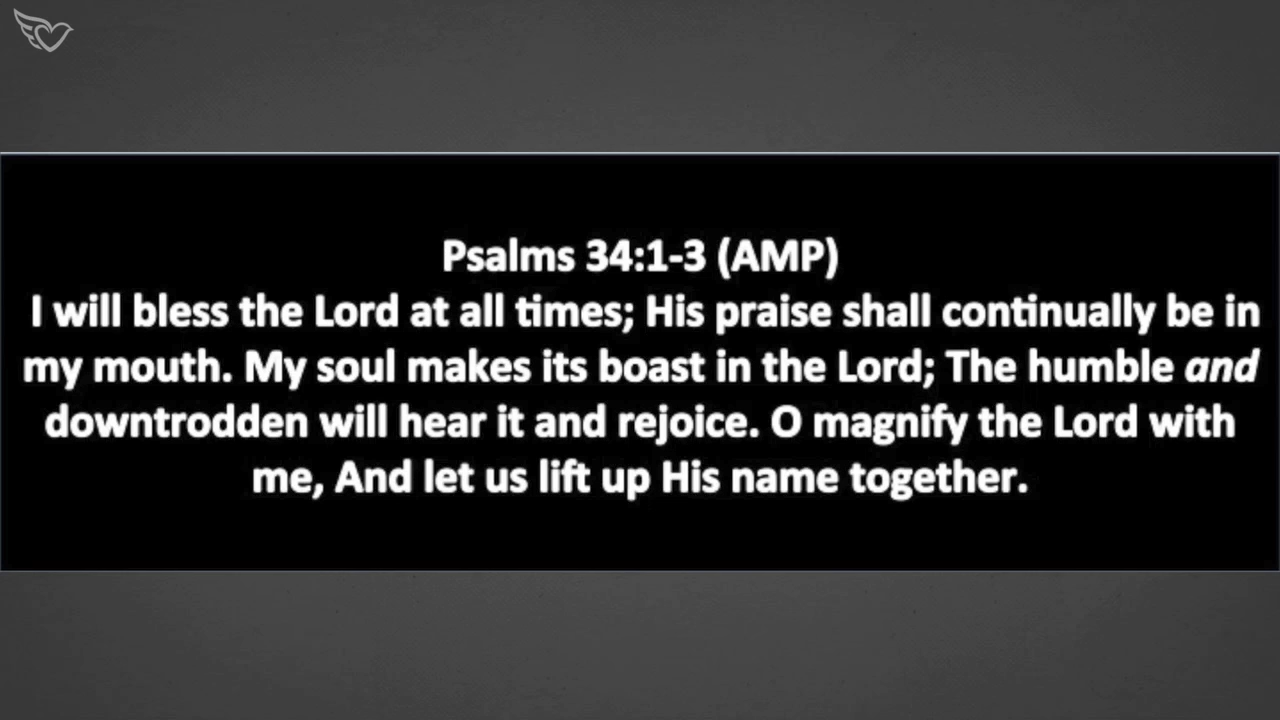 Psalms 34:1-3 (AMP)
I will bless the Lord at all times; His praise shall continually be in
my mouth. My soul makes its boast in the Lord; The humble and
downtrodden will hear it and rejoice. O magnify the Lord with
me, And let us lift up His name together.